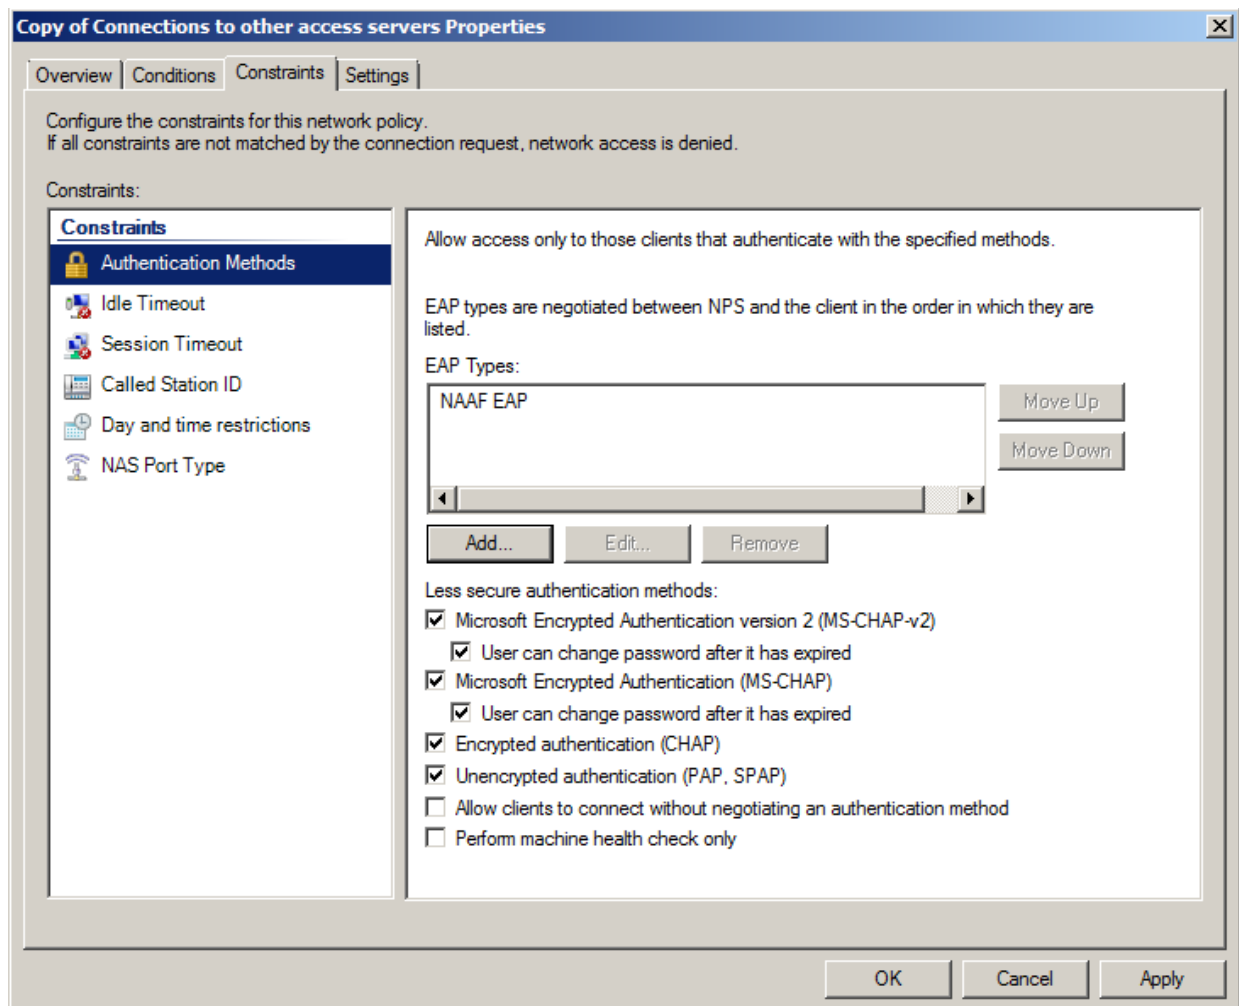 Copy of Connections to other access servers Properties
Overview
Conditions
Constraints
Settings
Configure the constraints for this network policy.
If all constraints are not matched by the connection request, network access is denied.
Constraints:
Constraints
Authentication Methods
Idle Timeout
Session Timeout
Called Station ID
Day and time restrictions
NAS Port Type
Allow access only to those clients that authenticate with the specified methods.
EAP types are negotiated between NPS and the client in the order in which they are
listed.
EAP Types:
NAAF EAP
Move Up
Move Down
Add...
Edit...
Remove
Less secure authentication methods:
Microsoft Encrypted Authentication version 2 (MS-CHAP-v2)
User can change password after it has expired
Microsoft Encrypted Authentication (MS-CHAP)
User can change password after it has expired
Encrypted authentication (CHAP)
Unencrypted authentication (PAP, SPAP)
Allow clients to connect without negotiating an authentication method
Perform machine health check only
OK
Cancel
Apply